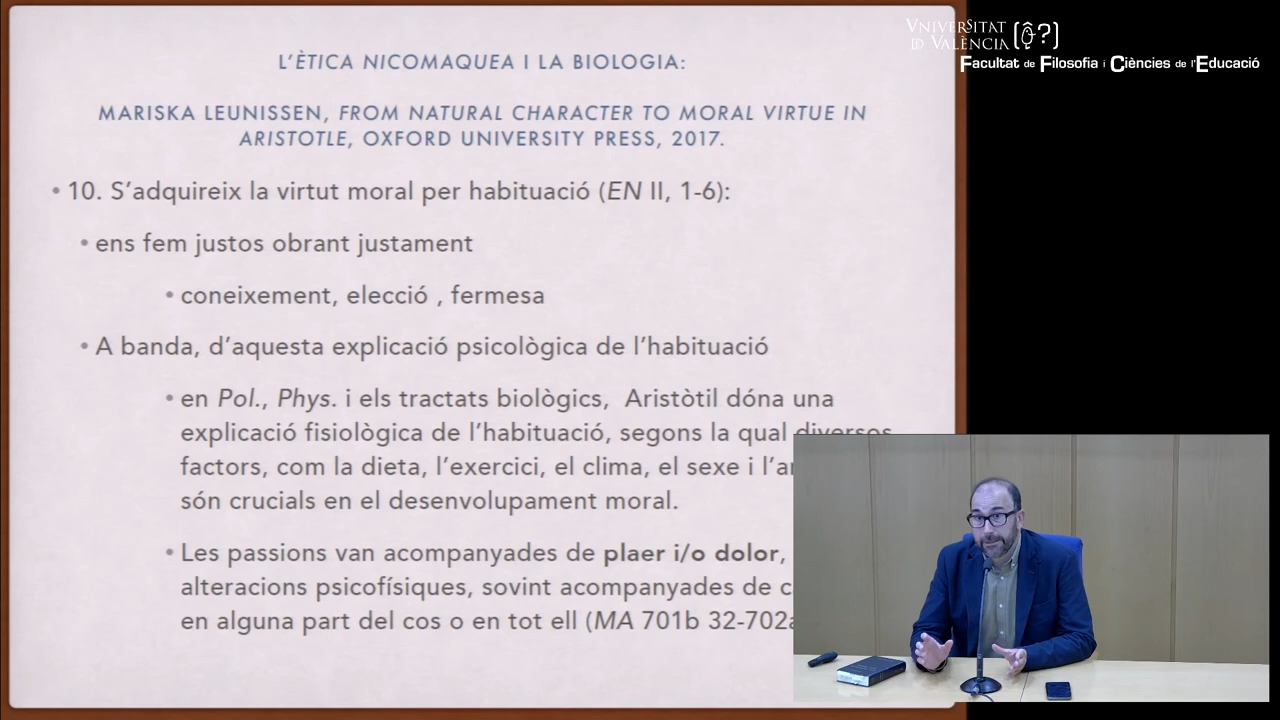 L'ÈTICA NICOMAQUEA I LA BIOLOGIA:
MARISKA LEUNISSEN, FROM NATURAL CHARACTER TO MORAL VIRTUE IN
ARISTOTLE, OXFORD UNIVERSITY PRESS, 2017.
• 10. S'adquireix la virtut moral per habituació (EN II, 1-6):
• ens fem justos obrant justament
• coneixement, elecció , fermesa
• A banda, d'aquesta explicació psicològica de l'habituació
• en Pol., Phys. i els tractats biològics, Aristòtil dóna una
explicació fisiològica de l'habituació, segons la qual diversos
factors, com la dieta, l'exercici, el clima, el sexe i
són crucials en el desenvolupament moral.
• Les passions van acompanyades de plaer i/o dolor,
alteracions psicofísiques, sovint acompanyades de
en alguna part del cos o en tot ell (MA 701b 32-702a
VNIVERSITAT
ID VALÈNCIA
Facultat de Filosofia i Ciències de l'Educació